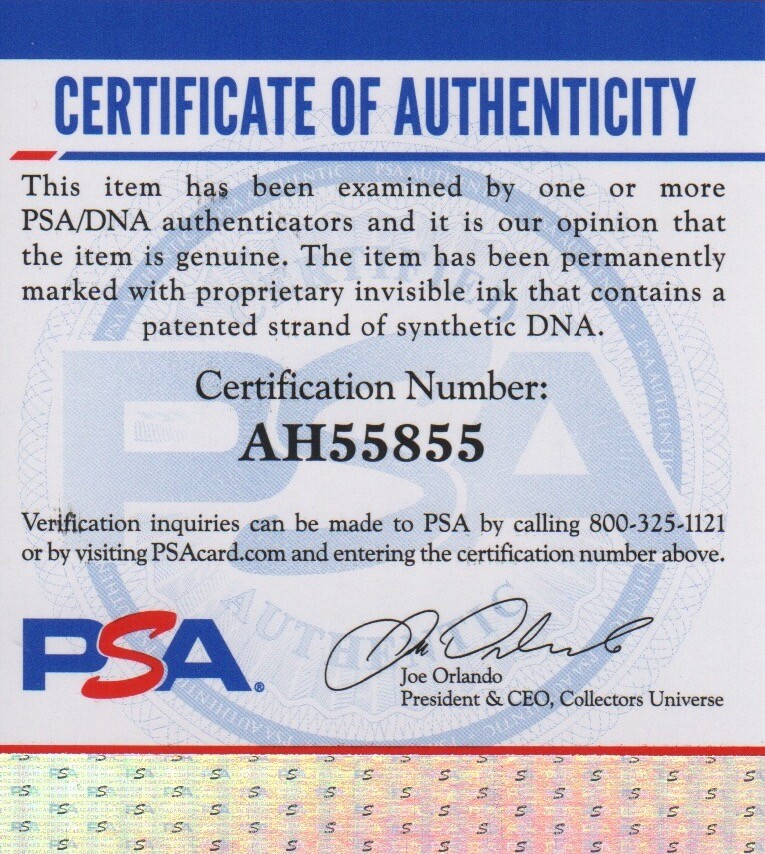 CERTIFICATE OF AUTHENTICITY
This item has been examined by one or more
PSA/DNA authenticators and it is our opinion that
the item is genuine. The item has been permanently
marked with proprietary invisible ink that contains a
patented strand of synthetic DNA.
Certification Number:
AH55855
Verification inquiries can be made to PSA by calling 800-325-1121
or by visiting PSAcard.com and entering the certification number above.
PSA®
Joe Orlando
President & CEO, Collectors Universe
CERTIFIED
PSA
AUTHENTIC